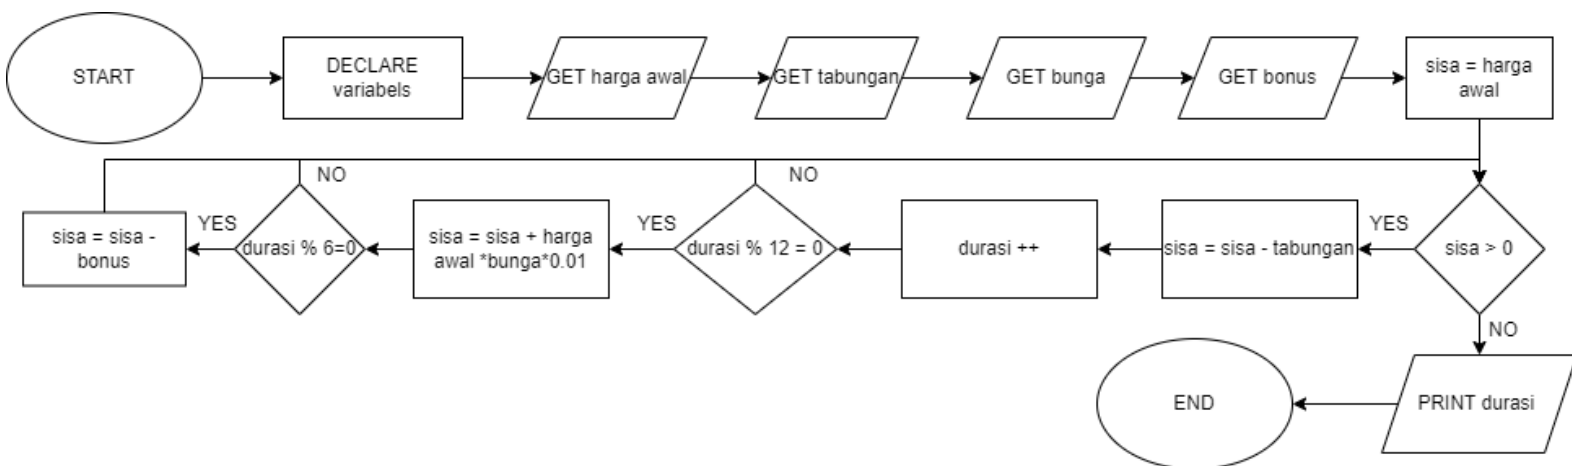 START
DECLARE
variabels
GET harga awal
GET tabungan
GET bunga
GET bonus
sisa = harga
awal
NO
NO
YES
sisa > 0
sisa = sisa - tabungan
durasi ++
durasi % 12 = 0
YES
sisa = sisa + harga
awal *bunga*0.01
durasi % 6=0
YES
sisa = sisa -
bonus
NO
PRINT durasi
END